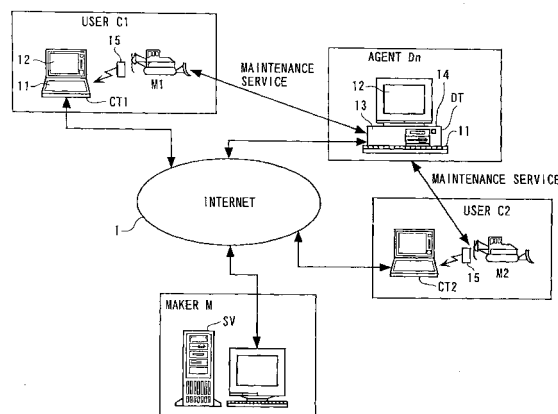 USER C1
15
12
11
M1
CT1
MAINTENANCE
SERVICE
AGENT Dn
14
12
13
DT
11
MAINTENANCE SERVICE
INTERNET
1
USER C2
15
M2
CT2
MAKER M
SV